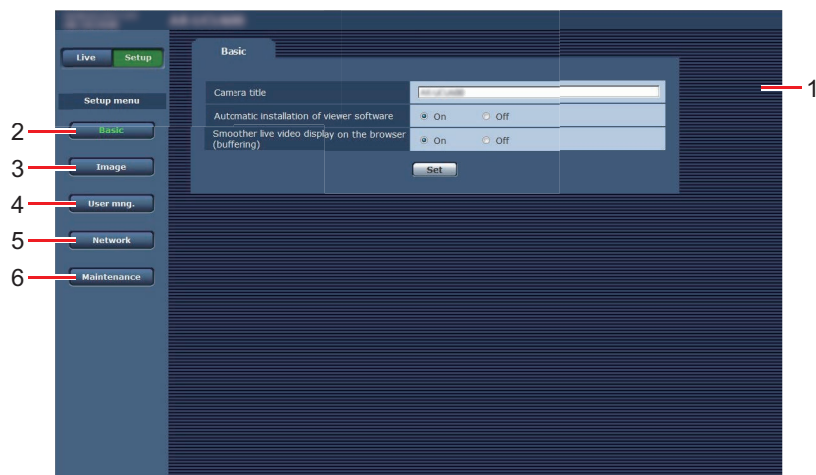 Live Setup
Basic
Setup menu
Camera title
1
Automatic installation of viewer software On Off
2 Basic
Smoother live video display on the browser (buffering) On Off
3 Image
Set
4 User mng.
5 Network
6 Maintenance